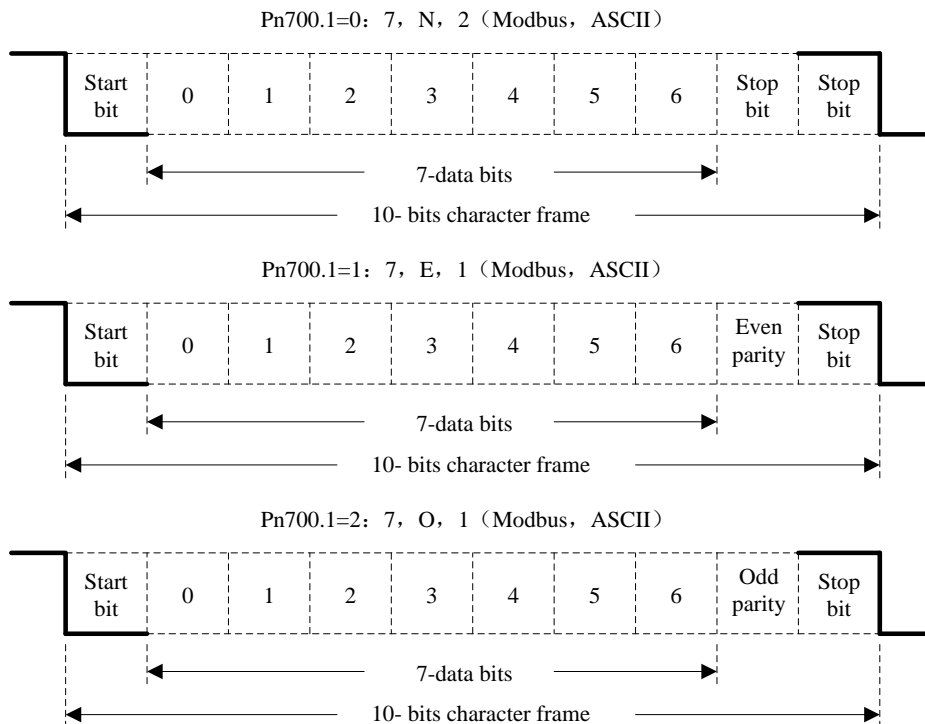 Pn700.1=0：7，N，2（Modbus，ASCII）
Start bit 0 1 2 3 4 5 6 Stop bit Stop bit
7-data bits
10- bits character frame
Pn700.1=1：7，E，1（Modbus，ASCII）
Start bit 0 1 2 3 4 5 6 Even parity Stop bit
7-data bits
10- bits character frame
Pn700.1=2：7，O，1（Modbus，ASCII）
Start bit 0 1 2 3 4 5 6 Odd parity Stop bit
7-data bits
10- bits character frame